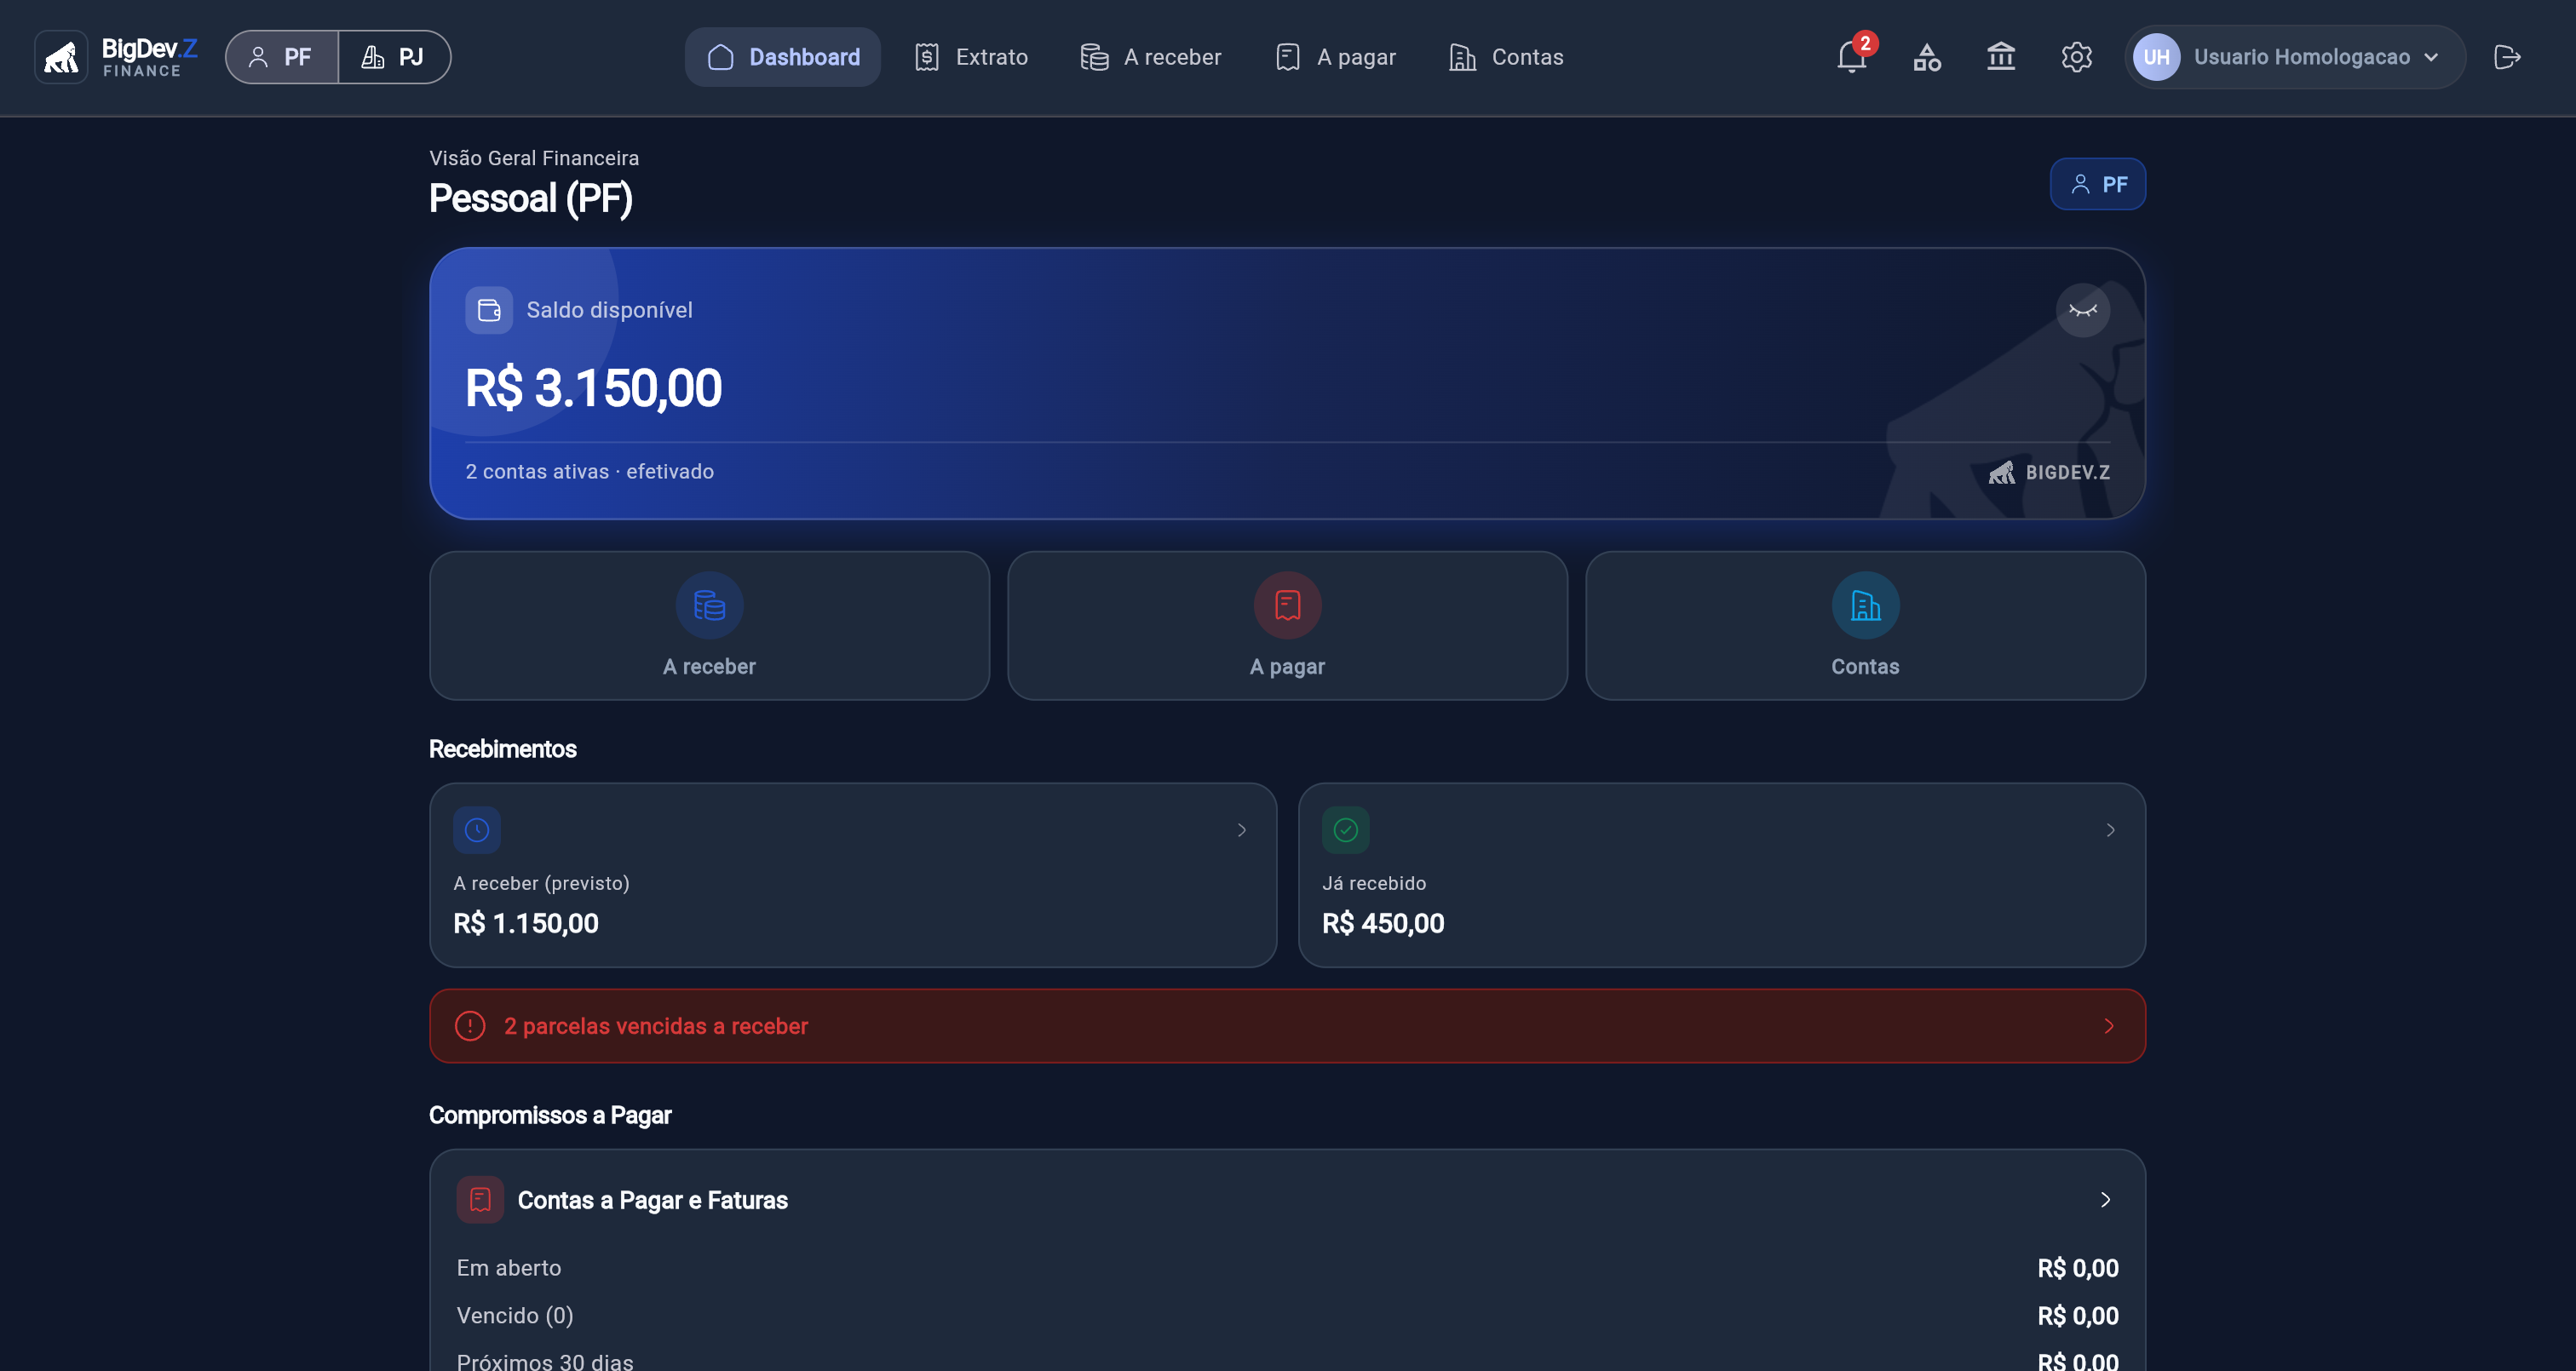 BigDev.Z
FINANCE
PF
PJ
Dashboard
Extrato
A receber
A pagar
Contas
2
UH
Usuario Homologacao
Visão Geral Financeira
Pessoal (PF)
PF
Saldo disponível
R$ 3.150,00
2 contas ativas · efetivado
BIGDEV.Z
A receber
A pagar
Contas
Recebimentos
A receber (previsto)
R$ 1.150,00
Já recebido
R$ 450,00
2 parcelas vencidas a receber
Compromissos a Pagar
Contas a Pagar e Faturas
Em aberto
R$ 0,00
Vencido (0)
R$ 0,00
Próximos 30 dias
R$ 0,00